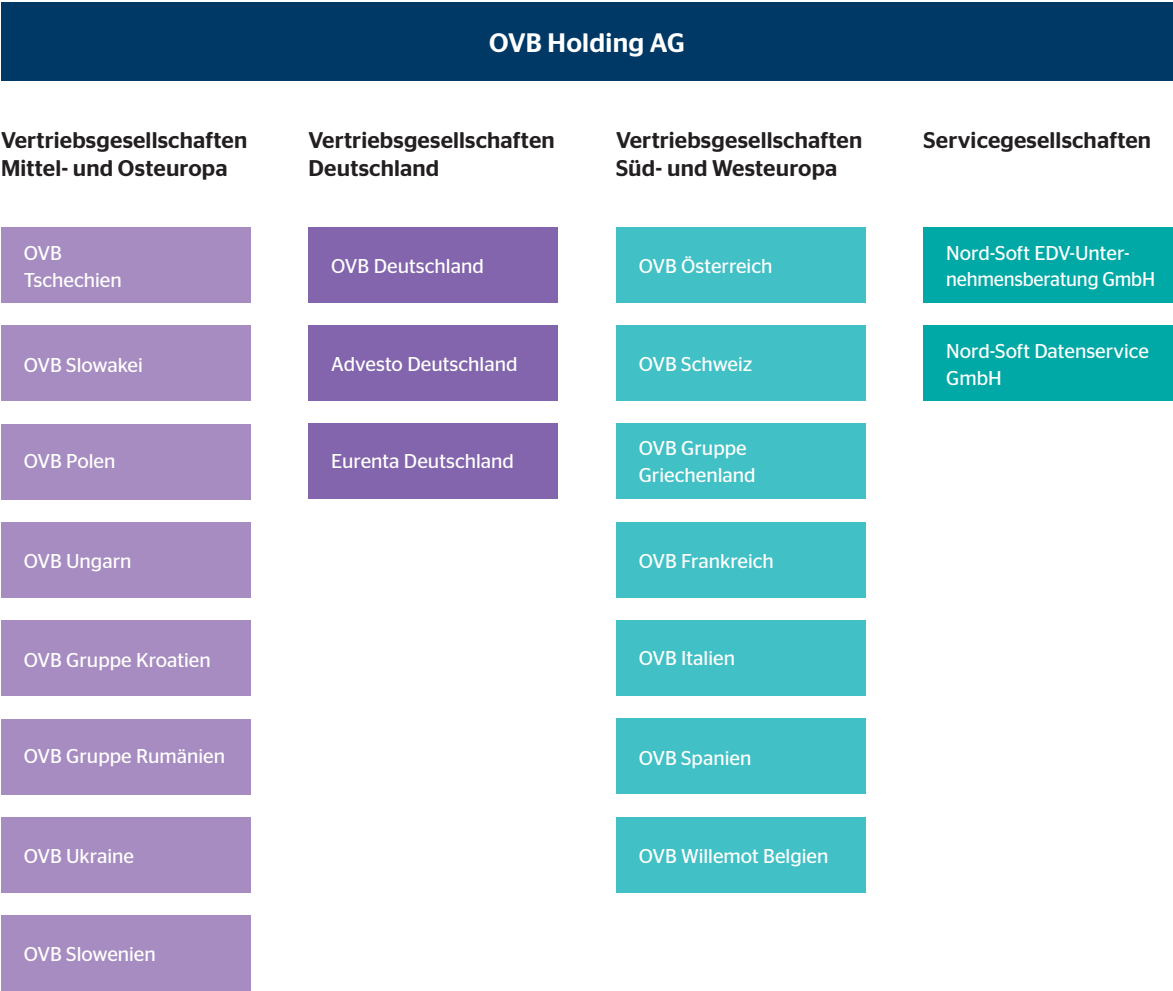 OVB Holding AG
Vertriebsgesellschaften
Mittel- und Osteuropa
OVB
Tschechien
OVB Slowakei
OVB Polen
OVB Ungarn
OVB Gruppe Kroatien
OVB Gruppe Rumänien
OVB Ukraine
OVB Slowenien
Vertriebsgesellschaften
Deutschland
OVB Deutschland
Advesto Deutschland
Eurenta Deutschland
Vertriebsgesellschaften
Süd- und Westeuropa
OVB Österreich
OVB Schweiz
OVB Gruppe
Griechenland
OVB Frankreich
OVB Italien
OVB Spanien
OVB Willemot Belgien
Servicegesellschaften
Nord-Soft EDV-Unter-
nehmensberatung GmbH
Nord-Soft Datenservice
GmbH